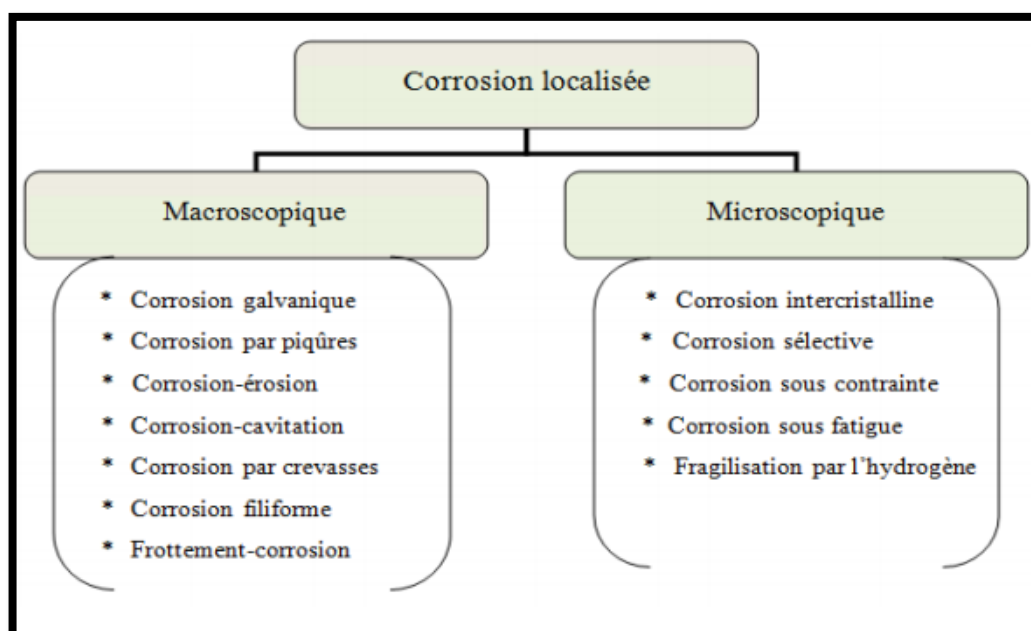 Corrosion localisée
Macroscopique
* Corrosion galvanique
* Corrosion par piqûres
* Corrosion-érosion
* Corrosion-cavitation
* Corrosion par crevasses
* Corrosion filiforme
* Frottement-corrosion
Microscopique
* Corrosion intercristalline
* Corrosion sélective
* Corrosion sous contrainte
* Corrosion sous fatigue
* Fragilisation par l'hydrogène